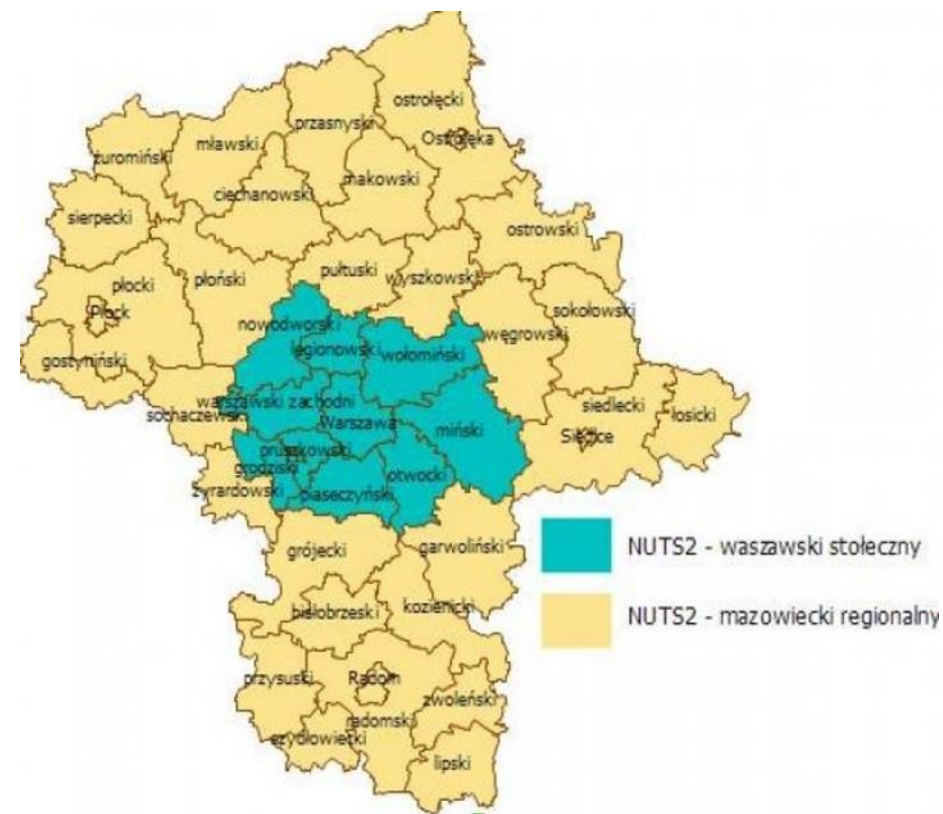 ostrołęcki
przasnyski
Ostrołęka
mławski
żuromiński
makowski
ciechanowski
sierpecki
ostrowski
pułtuski
wyszkowski
płoński
płocki
sokołowski
Płock
nowodworski
węgrowski
legionowski
wołomiński
gostyniński
warszawski zachodni
siedlecki
sochaczewski
łosicki
Warszawa
miński
Siedlce
pruszkowski
grodziski
otwocki
żyrardowski
piaseczyński
NUTS2 - waszawski stołeczny
grójecki
garwoliński
białobrzeski
kozienicki
NUTS2 - mazowiecki regionalny
przysuski
Radom
zwoleński
radomski
szydłowiecki
lipski